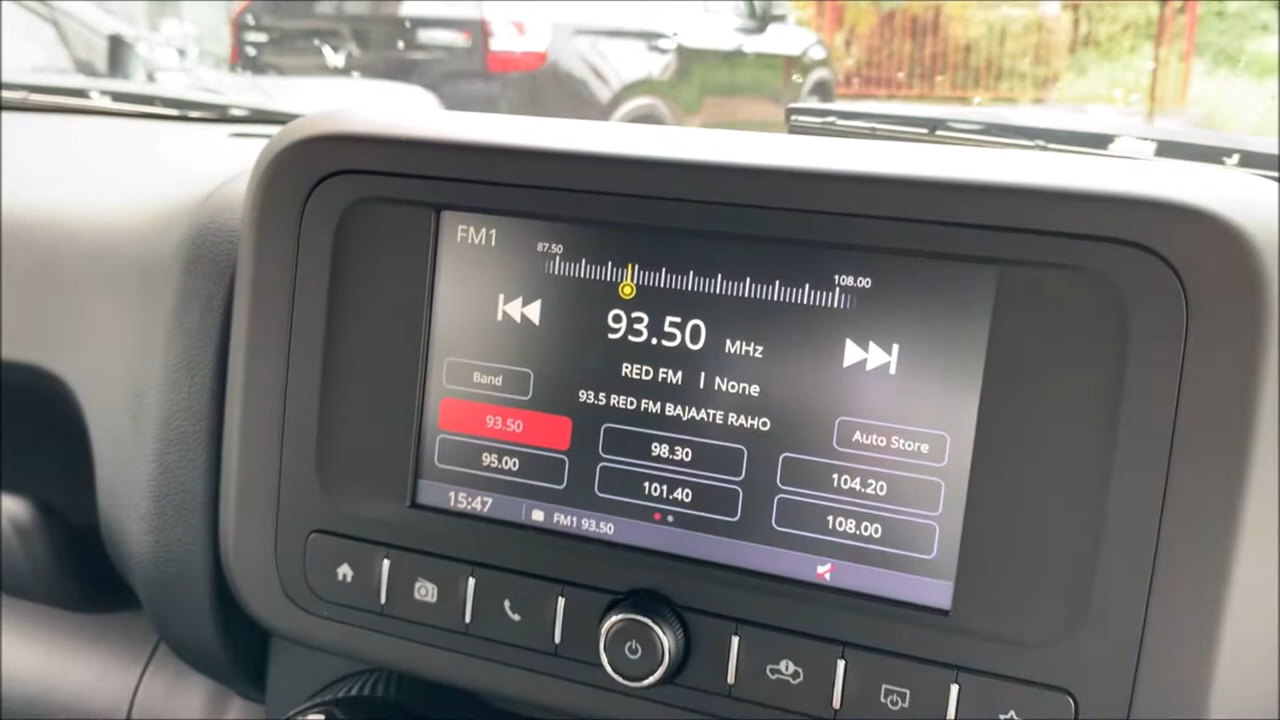 FM1
87.50
108.00
93.50 MHz
RED FM | None
93.5 RED FM BAJAATE RAHO
Band
Auto Store
93.50
98.30
104.20
95.00
101.40
108.00
15:47
FM1 93.50